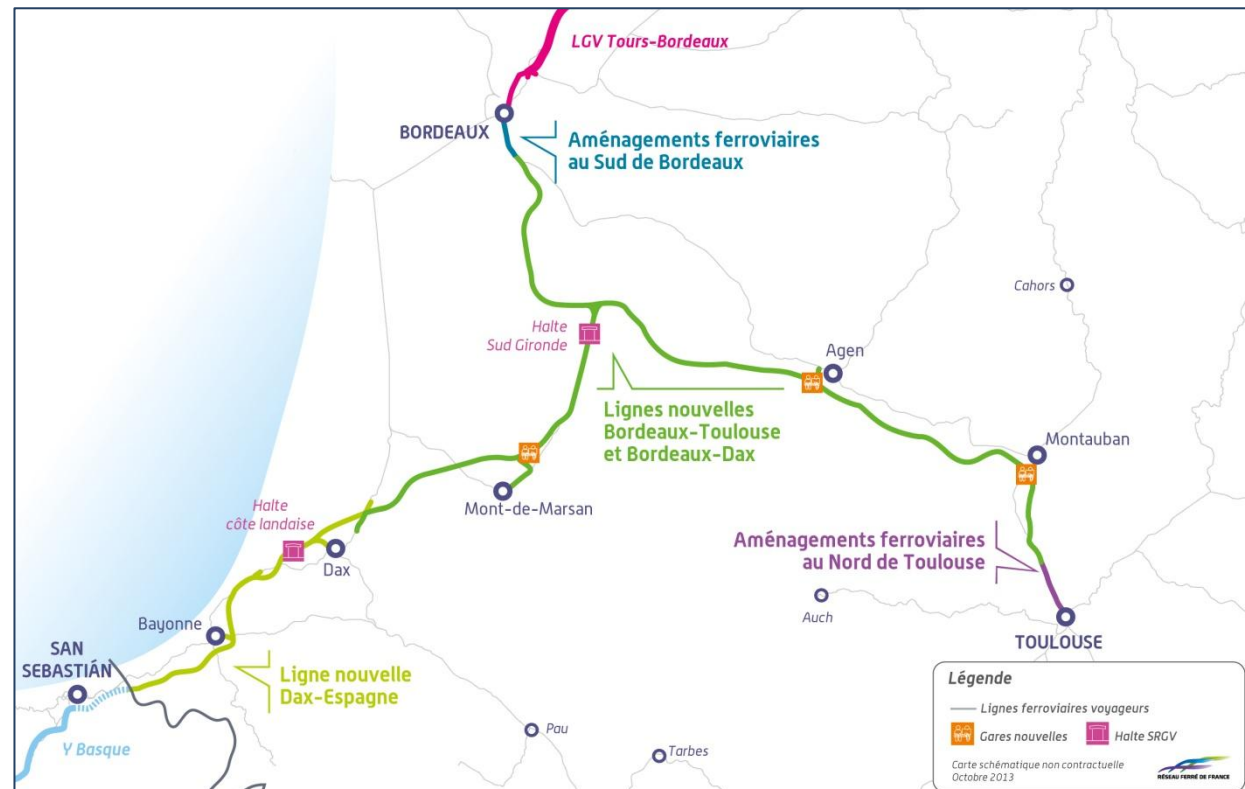 LGV Tours-Bordeaux
BORDEAUX
Aménagements ferroviaires
au Sud de Bordeaux
Cahors
Halte
Sud Gironde
Agen
Lignes nouvelles
Bordeaux-Toulouse
et Bordeaux-Dax
Montauban
Mont-de-Marsan
Halte
côte landaise
Dax
Aménagements ferroviaires
au Nord de Toulouse
Auch
TOULOUSE
Bayonne
SAN
SEBASTIÁN
Ligne nouvelle
Dax-Espagne
Y Basque
Pau
Tarbes
Légende
Lignes ferroviaires voyageurs
Gares nouvelles
Halte SRGV
Carte schématique non contractuelle
Octobre 2013
RÉSEAU FERRÉ DE FRANCE